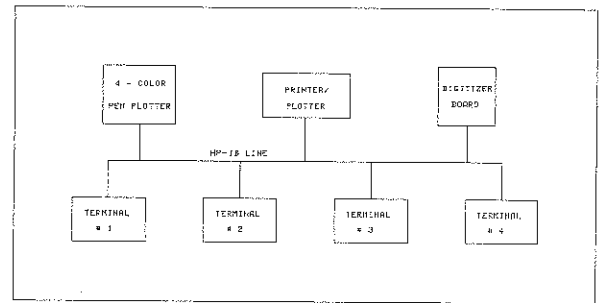 4 - COLOR
PEN PLOTTER
PRINTER/
PLOTTER
DIGITIZER
BOARD
HP-IB LINE
TERMINAL
# 1
TERMINAL
# 2
TERMINAL
# 3
TERMINAL
# 4